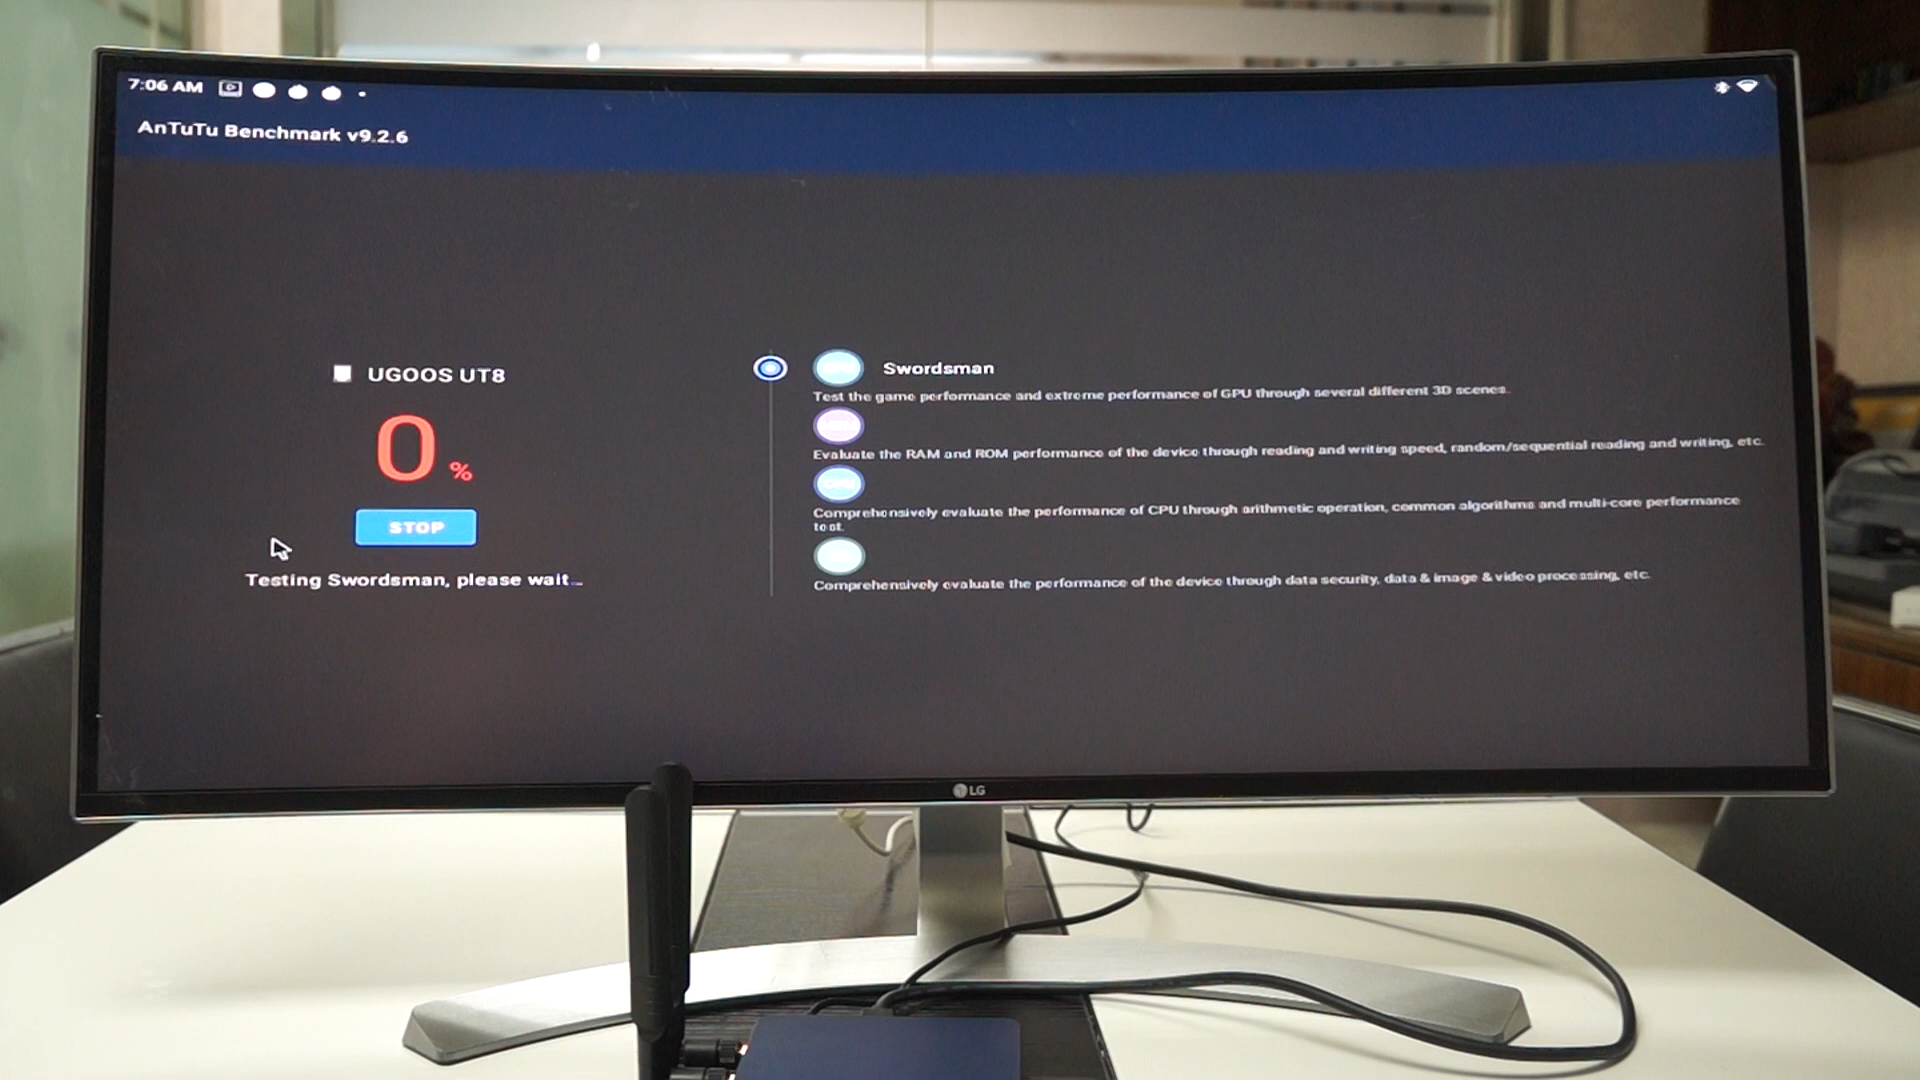 7:06 AM
AnTuTu Benchmark v9.2.6
UGOOS UT8
0 %
STOP
Testing Swordsman, please wait...
Swordsman
Test the game performance and extreme performance of GPU through several different 3D scenes.
Evaluate the RAM and ROM performance of the device through reading and writing speed, random/sequential reading and writing, etc.
CPU
Comprehensively evaluate the performance of CPU through arithmetic operation, common algorithms and multi-core performance
test.
Comprehensively evaluate the performance of the device through data security, data & image & video processing, etc.
LG